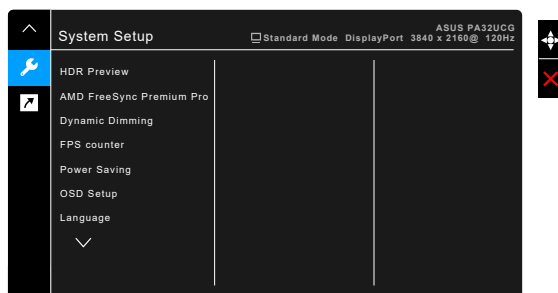 ASUS PA32UCG
System Setup
Standard Mode DisplayPort 3840 x 2160@ 120Hz
HDR Preview
AMD FreeSync Premium Pro
Dynamic Dimming
FPS counter
Power Saving
OSD Setup
Language